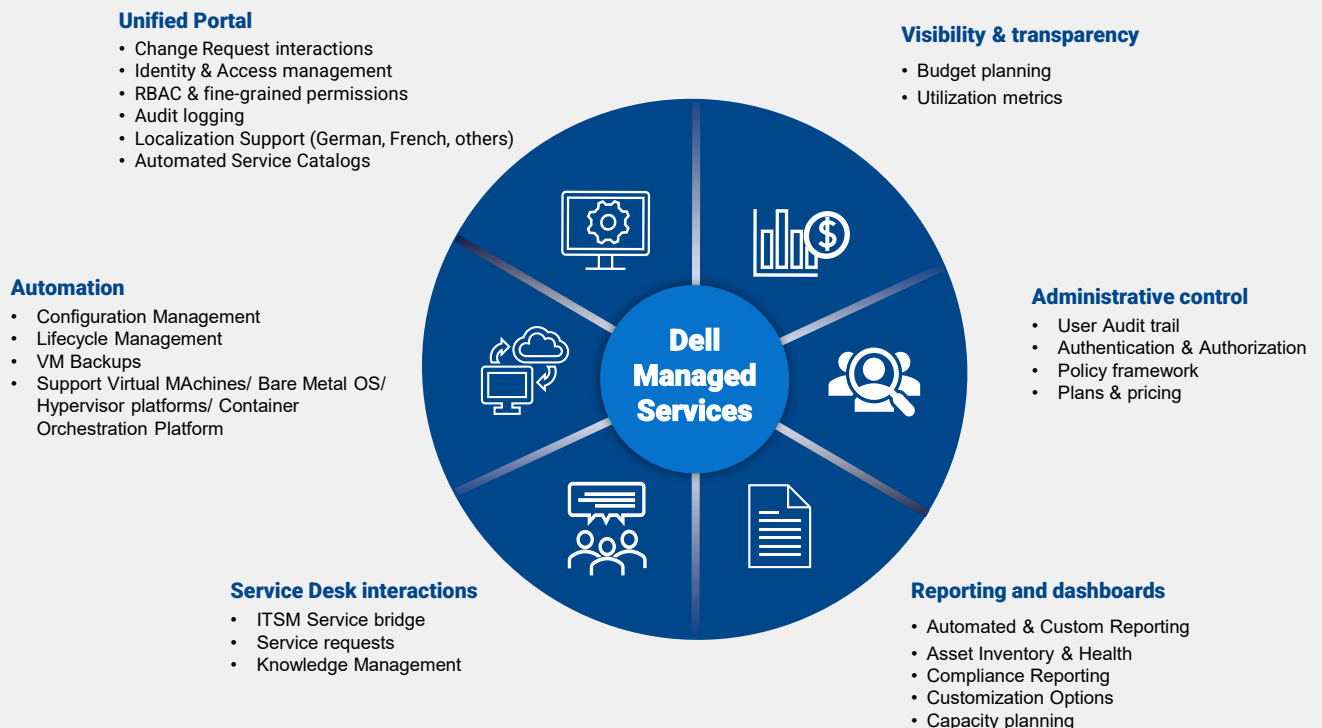 Unified Portal
• Change Request interactions
• Identity & Access management
• RBAC & fine-grained permissions
• Audit logging
• Localization Support (German, French, others)
• Automated Service Catalogs
Visibility & transparency
• Budget planning
• Utilization metrics
Automation
• Configuration Management
• Lifecycle Management
• VM Backups
• Support Virtual MAchines/ Bare Metal OS/
Hypervisor platforms/ Container
Orchestration Platform
$
Dell
Managed
Services
Administrative control
• User Audit trail
• Authentication & Authorization
• Policy framework
• Plans & pricing
Service Desk interactions
• ITSM Service bridge
• Service requests
• Knowledge Management
Reporting and dashboards
• Automated & Custom Reporting
• Asset Inventory & Health
• Compliance Reporting
• Customization Options
• Capacity planning